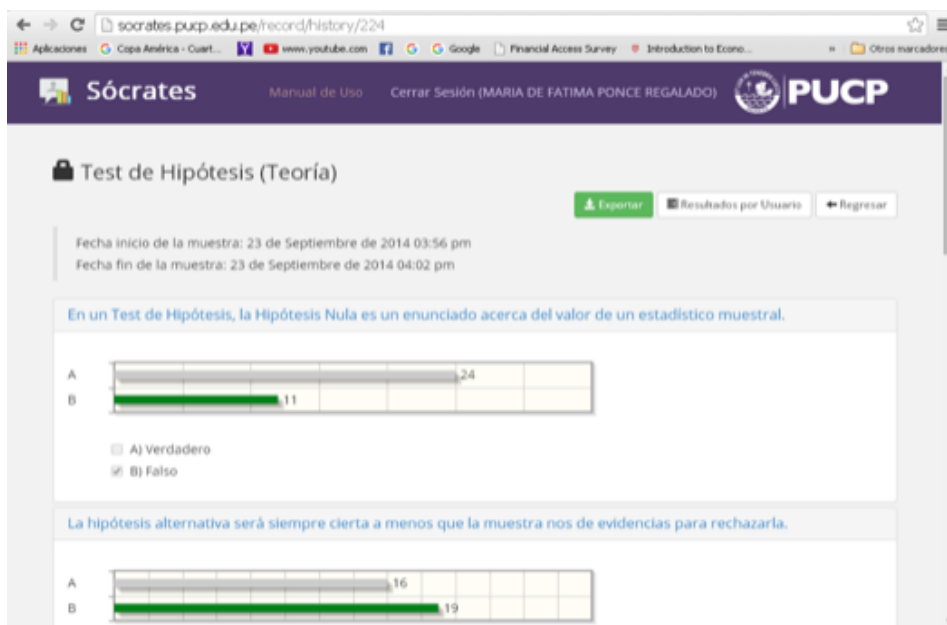 socrates.pucp.edu.pe/record/history/224
Aplicaciones Copa América - Cuart... www.youtube.com Google Financial Access Survey Introduction to Econo... » Otros marcadores
Sócrates Manual de Uso Cerrar Sesión (MARIA DE FATIMA PONCE REGALADO) PUCP
Test de Hipótesis (Teoría)
Exportar Resultados por Usuario Regresar
Fecha inicio de la muestra: 23 de Septiembre de 2014 03:56 pm
Fecha fin de la muestra: 23 de Septiembre de 2014 04:02 pm
En un Test de Hipótesis, la Hipótesis Nula es un enunciado acerca del valor de un estadístico muestral.
A 24
B 11
A) Verdadero
B) Falso
La hipótesis alternativa será siempre cierta a menos que la muestra nos de evidencias para rechazarla.
A 16
B 19